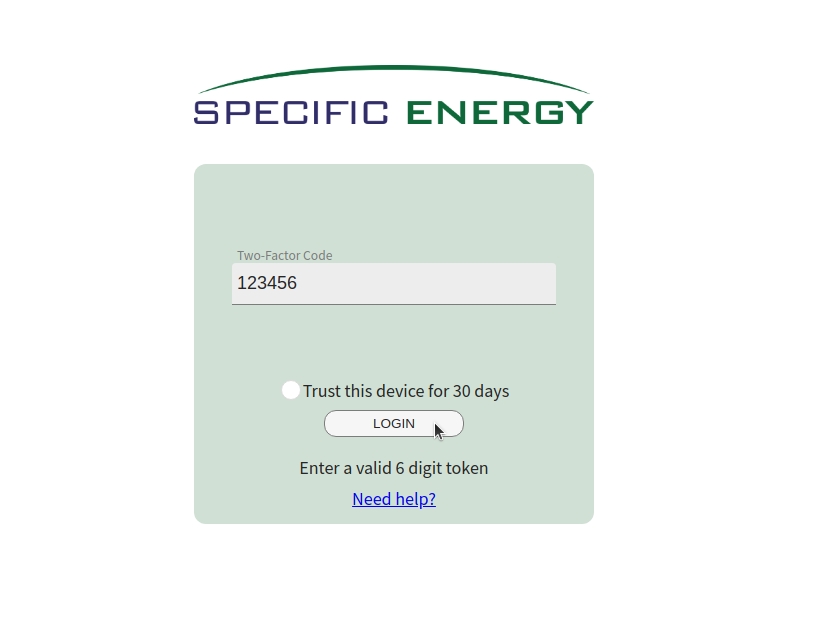 SPECIFIC ENERGY
Two-Factor Code
123456
Trust this device for 30 days
LOGIN
Enter a valid 6 digit token
Need help?